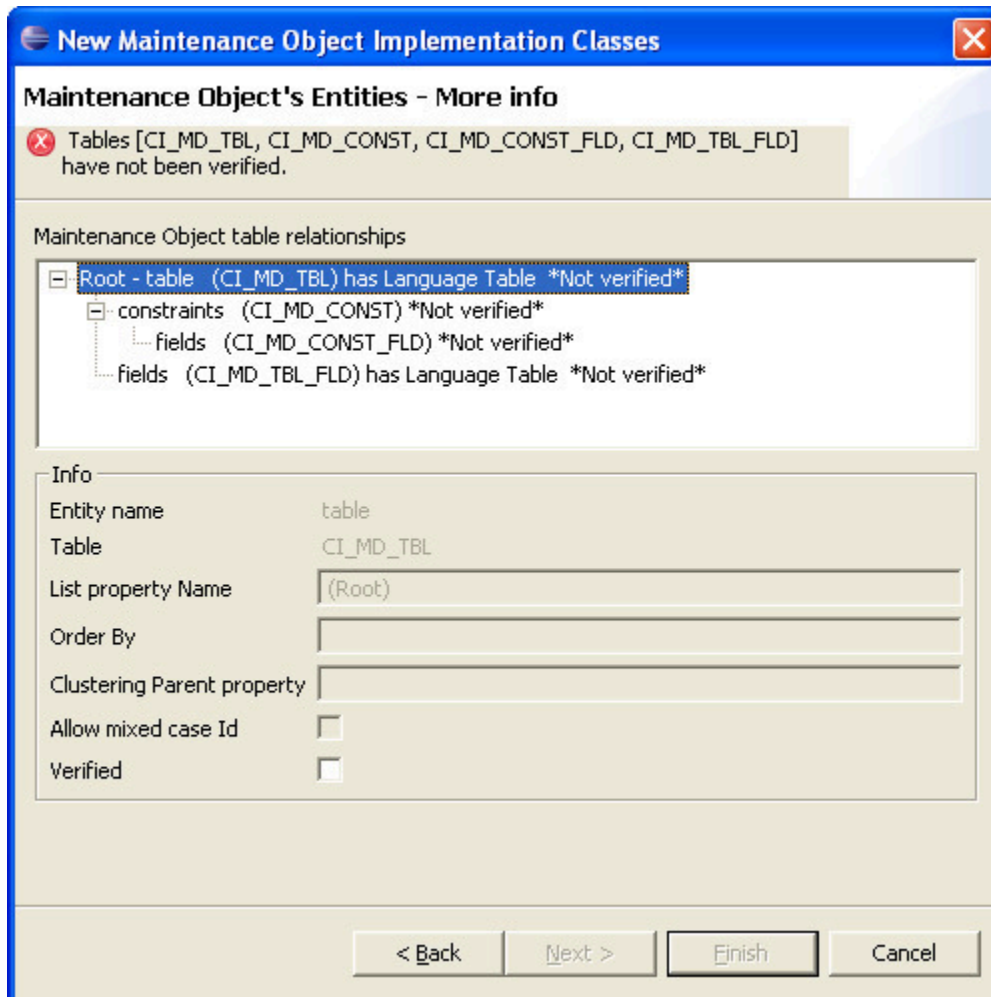 New Maintenance Object Implementation Classes
Maintenance Object's Entities - More info
Tables [CI_MD_TBL, CI_MD_CONST, CI_MD_CONST_FLD, CI_MD_TBL_FLD]
have not been verified.
Maintenance Object table relationships
Root - table (CI_MD_TBL) has Language Table *Not verified*
constraints (CI_MD_CONST) *Not verified*
fields (CI_MD_CONST_FLD) *Not verified*
fields (CI_MD_TBL_FLD) has Language Table *Not verified*
Info
Entity name table
Table CI_MD_TBL
List property Name (Root)
Order By
Clustering Parent property
Allow mixed case Id
Verified
< Back Next > Finish Cancel